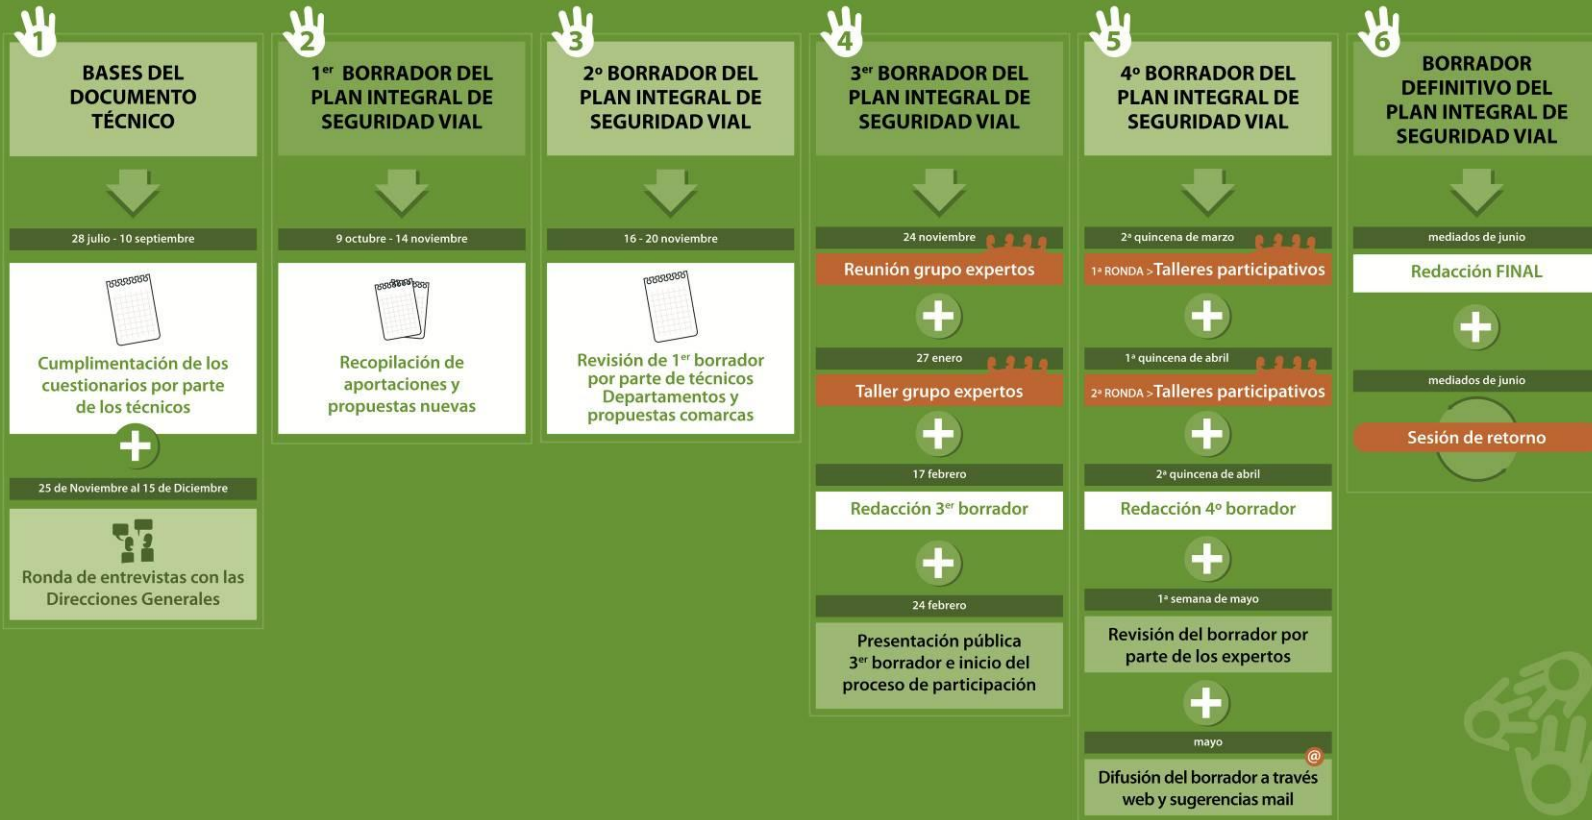 1
BASES DEL
DOCUMENTO
TÉCNICO
28 julio - 10 septiembre
Cumplimentación de los
cuestionarios por parte
de los técnicos
25 de Noviembre al 15 de Diciembre
Ronda de entrevistas con las
Direcciones Generales
2
1er BORRADOR DEL
PLAN INTEGRAL DE
SEGURIDAD VIAL
9 octubre - 14 noviembre
Recopilación de
aportaciones y
propuestas nuevas
3
2º BORRADOR DEL
PLAN INTEGRAL DE
SEGURIDAD VIAL
16 - 20 noviembre
Revisión de 1er borrador
por parte de técnicos
Departamentos y
propuestas comarcas
4
3er BORRADOR DEL
PLAN INTEGRAL DE
SEGURIDAD VIAL
24 noviembre
Reunión grupo expertos
27 enero
Taller grupo expertos
17 febrero
Redacción 3er borrador
24 febrero
Presentación pública
3er borrador e inicio del
proceso de participación
5
4º BORRADOR DEL
PLAN INTEGRAL DE
SEGURIDAD VIAL
2ª quincena de marzo
1ª RONDA >Talleres participativos
1ª quincena de abril
2ª RONDA >Talleres participativos
2ª quincena de abril
Redacción 4º borrador
1ª semana de mayo
Revisión del borrador por
parte de los expertos
mayo
@
Difusión del borrador a través
web y sugerencias mail
6
BORRADOR
DEFINITIVO DEL
PLAN INTEGRAL DE
SEGURIDAD VIAL
mediados de junio
Redacción FINAL
mediados de junio
Sesión de retorno